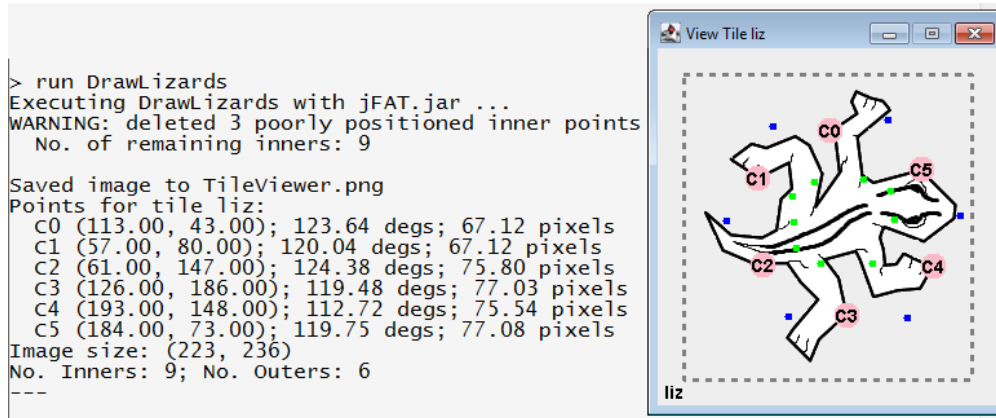 > run DrawLizards
Executing DrawLizards with jFAT.jar ...
WARNING: deleted 3 poorly positioned inner points
No. of remaining inners: 9
Saved image to TileViewer.png
Points for tile liz:
C0 (113.00, 43.00); 123.64 degs; 67.12 pixels
C1 (57.00, 80.00); 120.04 degs; 67.12 pixels
C2 (61.00, 147.00); 124.38 degs; 75.80 pixels
C3 (126.00, 186.00); 119.48 degs; 77.03 pixels
C4 (193.00, 148.00); 112.72 degs; 75.54 pixels
C5 (184.00, 73.00); 119.75 degs; 77.08 pixels
Image size: (223, 236)
No. Inners: 9; No. Outers: 6
---
View Tile liz
C0
C5
C1
C2
C4
C3
liz